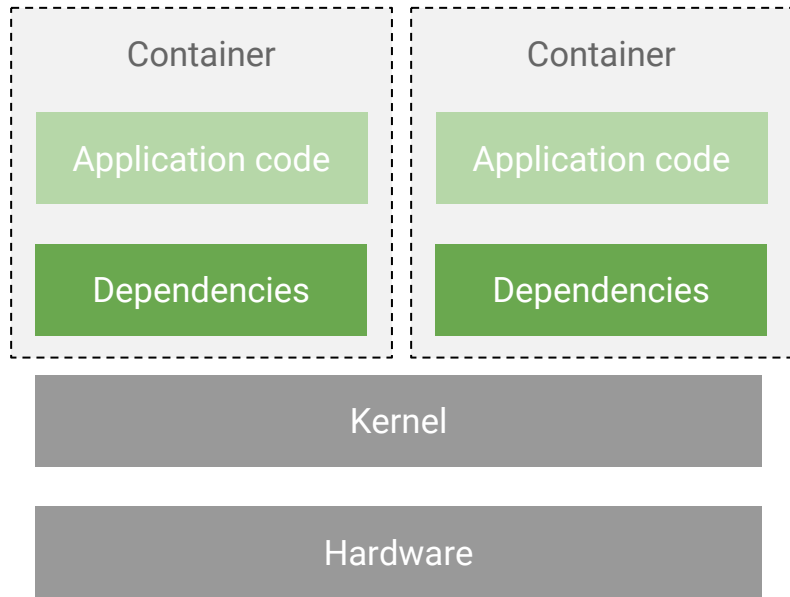 Container
Application code
Dependencies
Container
Application code
Dependencies
Kernel
Hardware